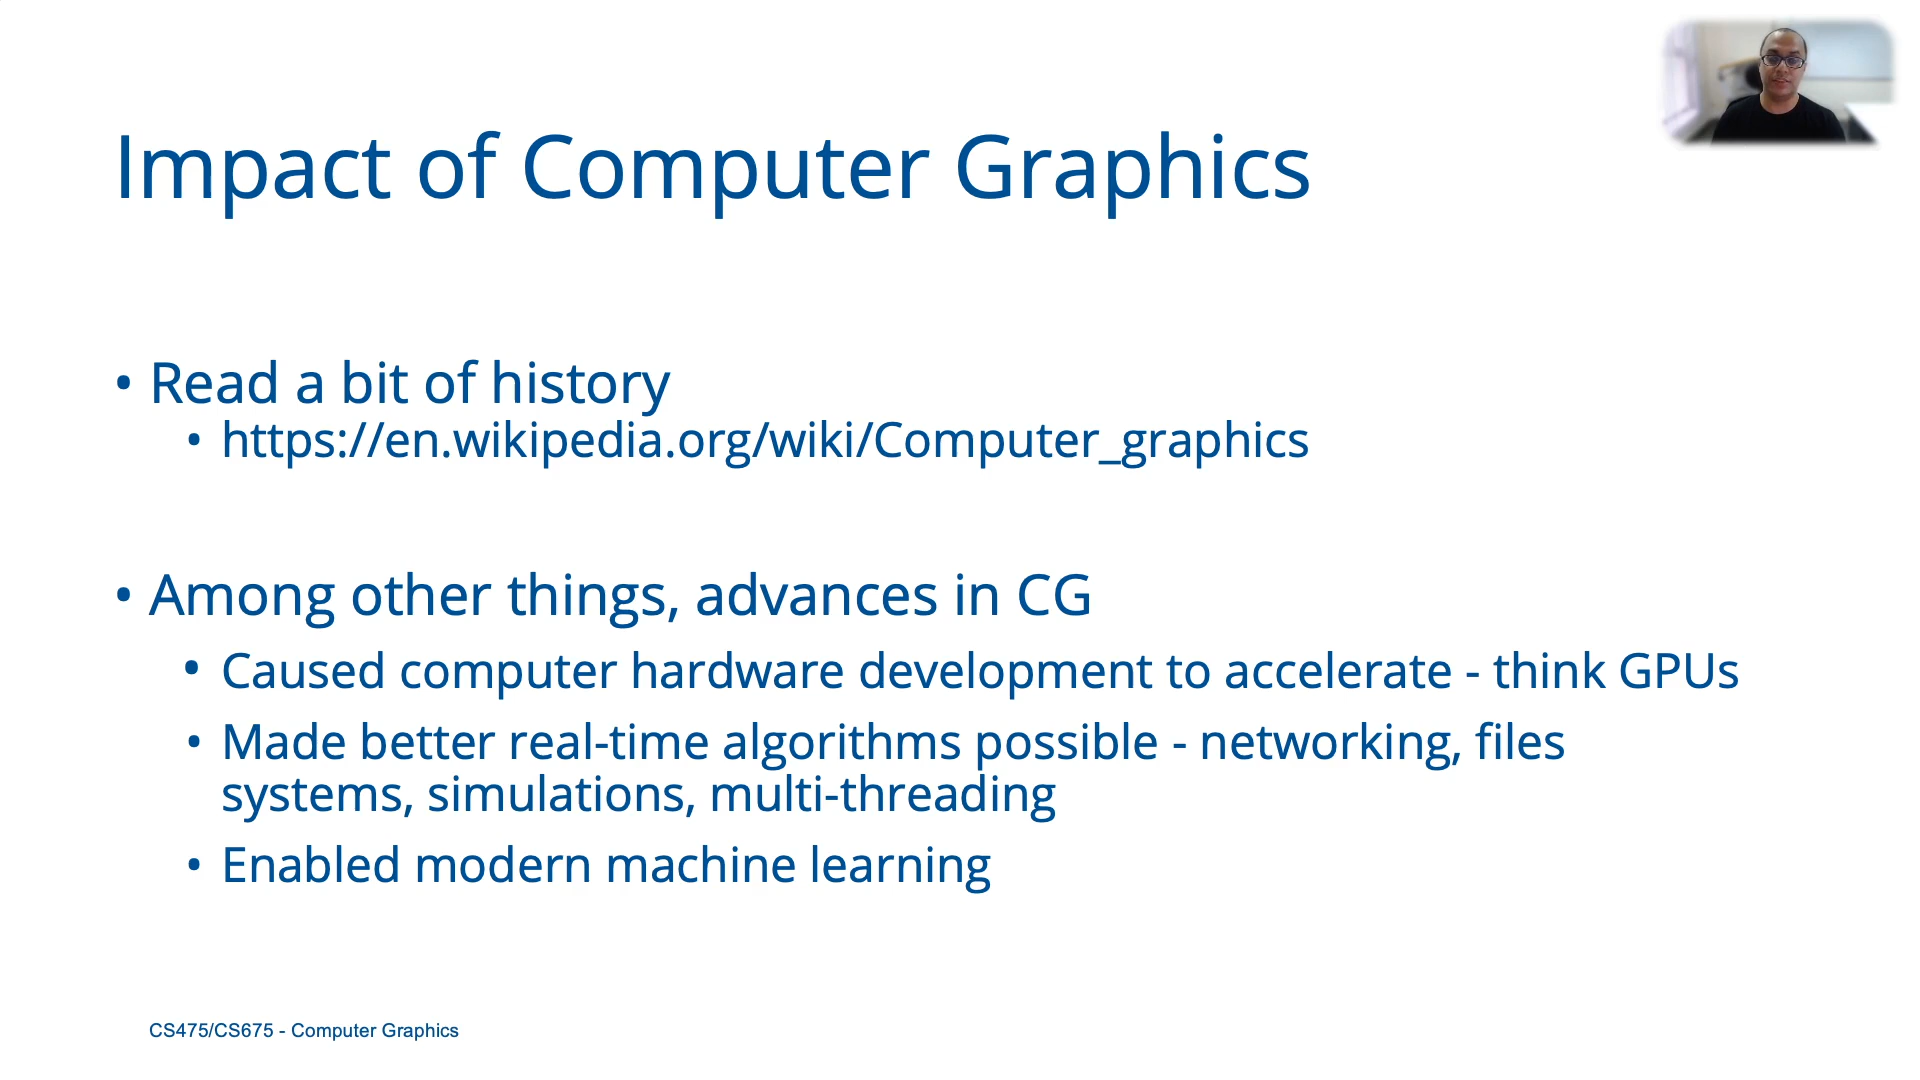 Impact of Computer Graphics
• Read a bit of history
• https://en.wikipedia.org/wiki/Computer_graphics
• Among other things, advances in CG
• Caused computer hardware development to accelerate - think GPUs
• Made better real-time algorithms possible - networking, files
systems, simulations, multi-threading
• Enabled modern machine learning
CS475/CS675 - Computer Graphics